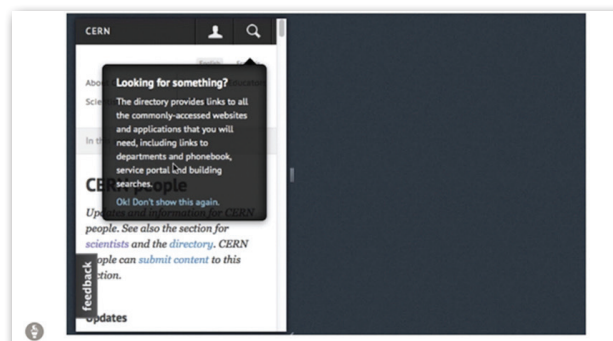 CERN
English
Looking for something?
The directory provides links to all
the commonly-accessed websites
and applications that you will
need, including links to
departments and phonebook,
service portal and building
searches.
Ok! Don't show this again.
CERN people
Updates and information for CERN
people. See also the section for
scientists and the directory. CERN
people can submit content to this
section.
feedback
Updates